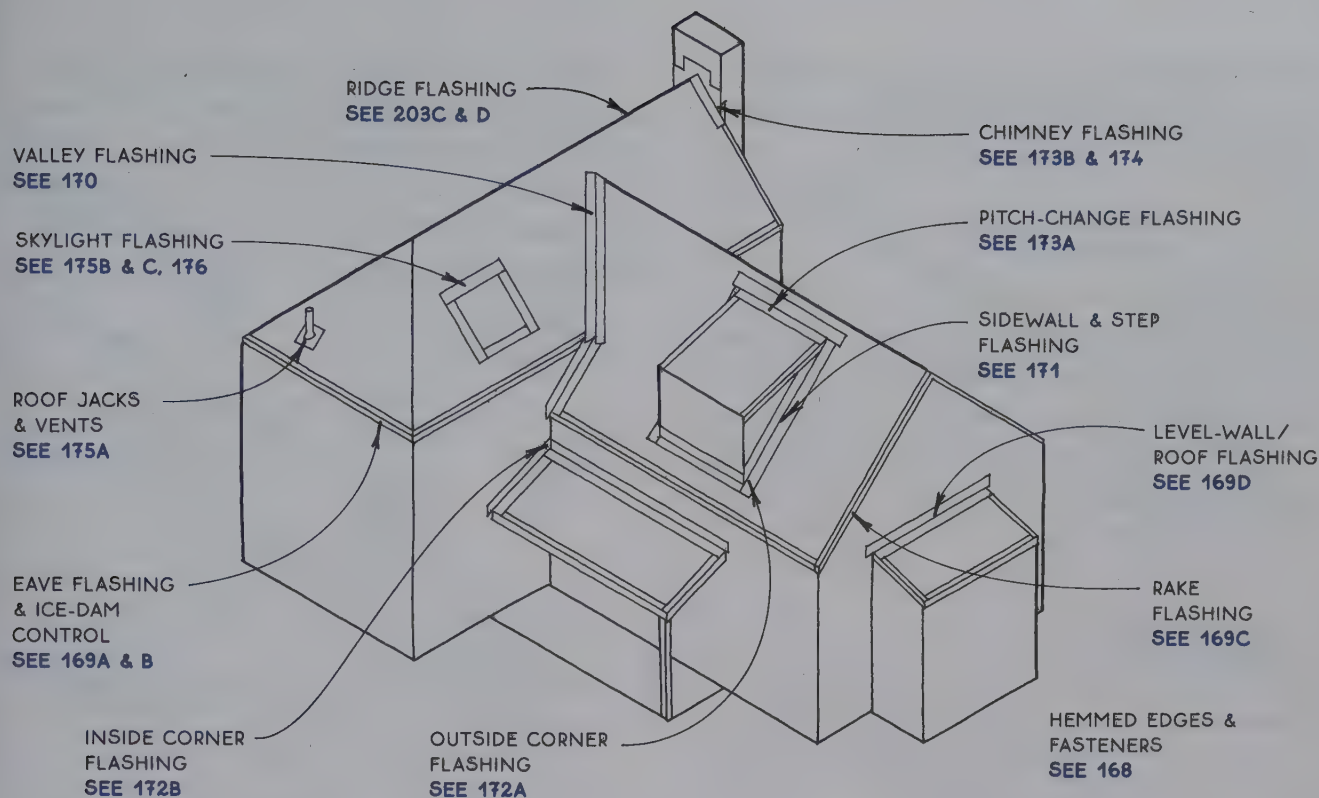 RIDGE FLASHING
SEE 203C & D
VALLEY FLASHING
SEE 170
SKYLIGHT FLASHING
SEE 175B & C, 176
ROOF JACKS
& VENTS
SEE 175A
EAVE FLASHING
& ICE-DAM
CONTROL
SEE 169A & B
INSIDE CORNER
FLASHING
SEE 172B
OUTSIDE CORNER
FLASHING
SEE 172A
CHIMNEY FLASHING
SEE 173B & 174
PITCH-CHANGE FLASHING
SEE 173A
SIDEWALL & STEP
FLASHING
SEE 171
LEVEL-WALL/
ROOF FLASHING
SEE 169D
RAKE
FLASHING
SEE 169C
HEMMED EDGES &
FASTENERS
SEE 168